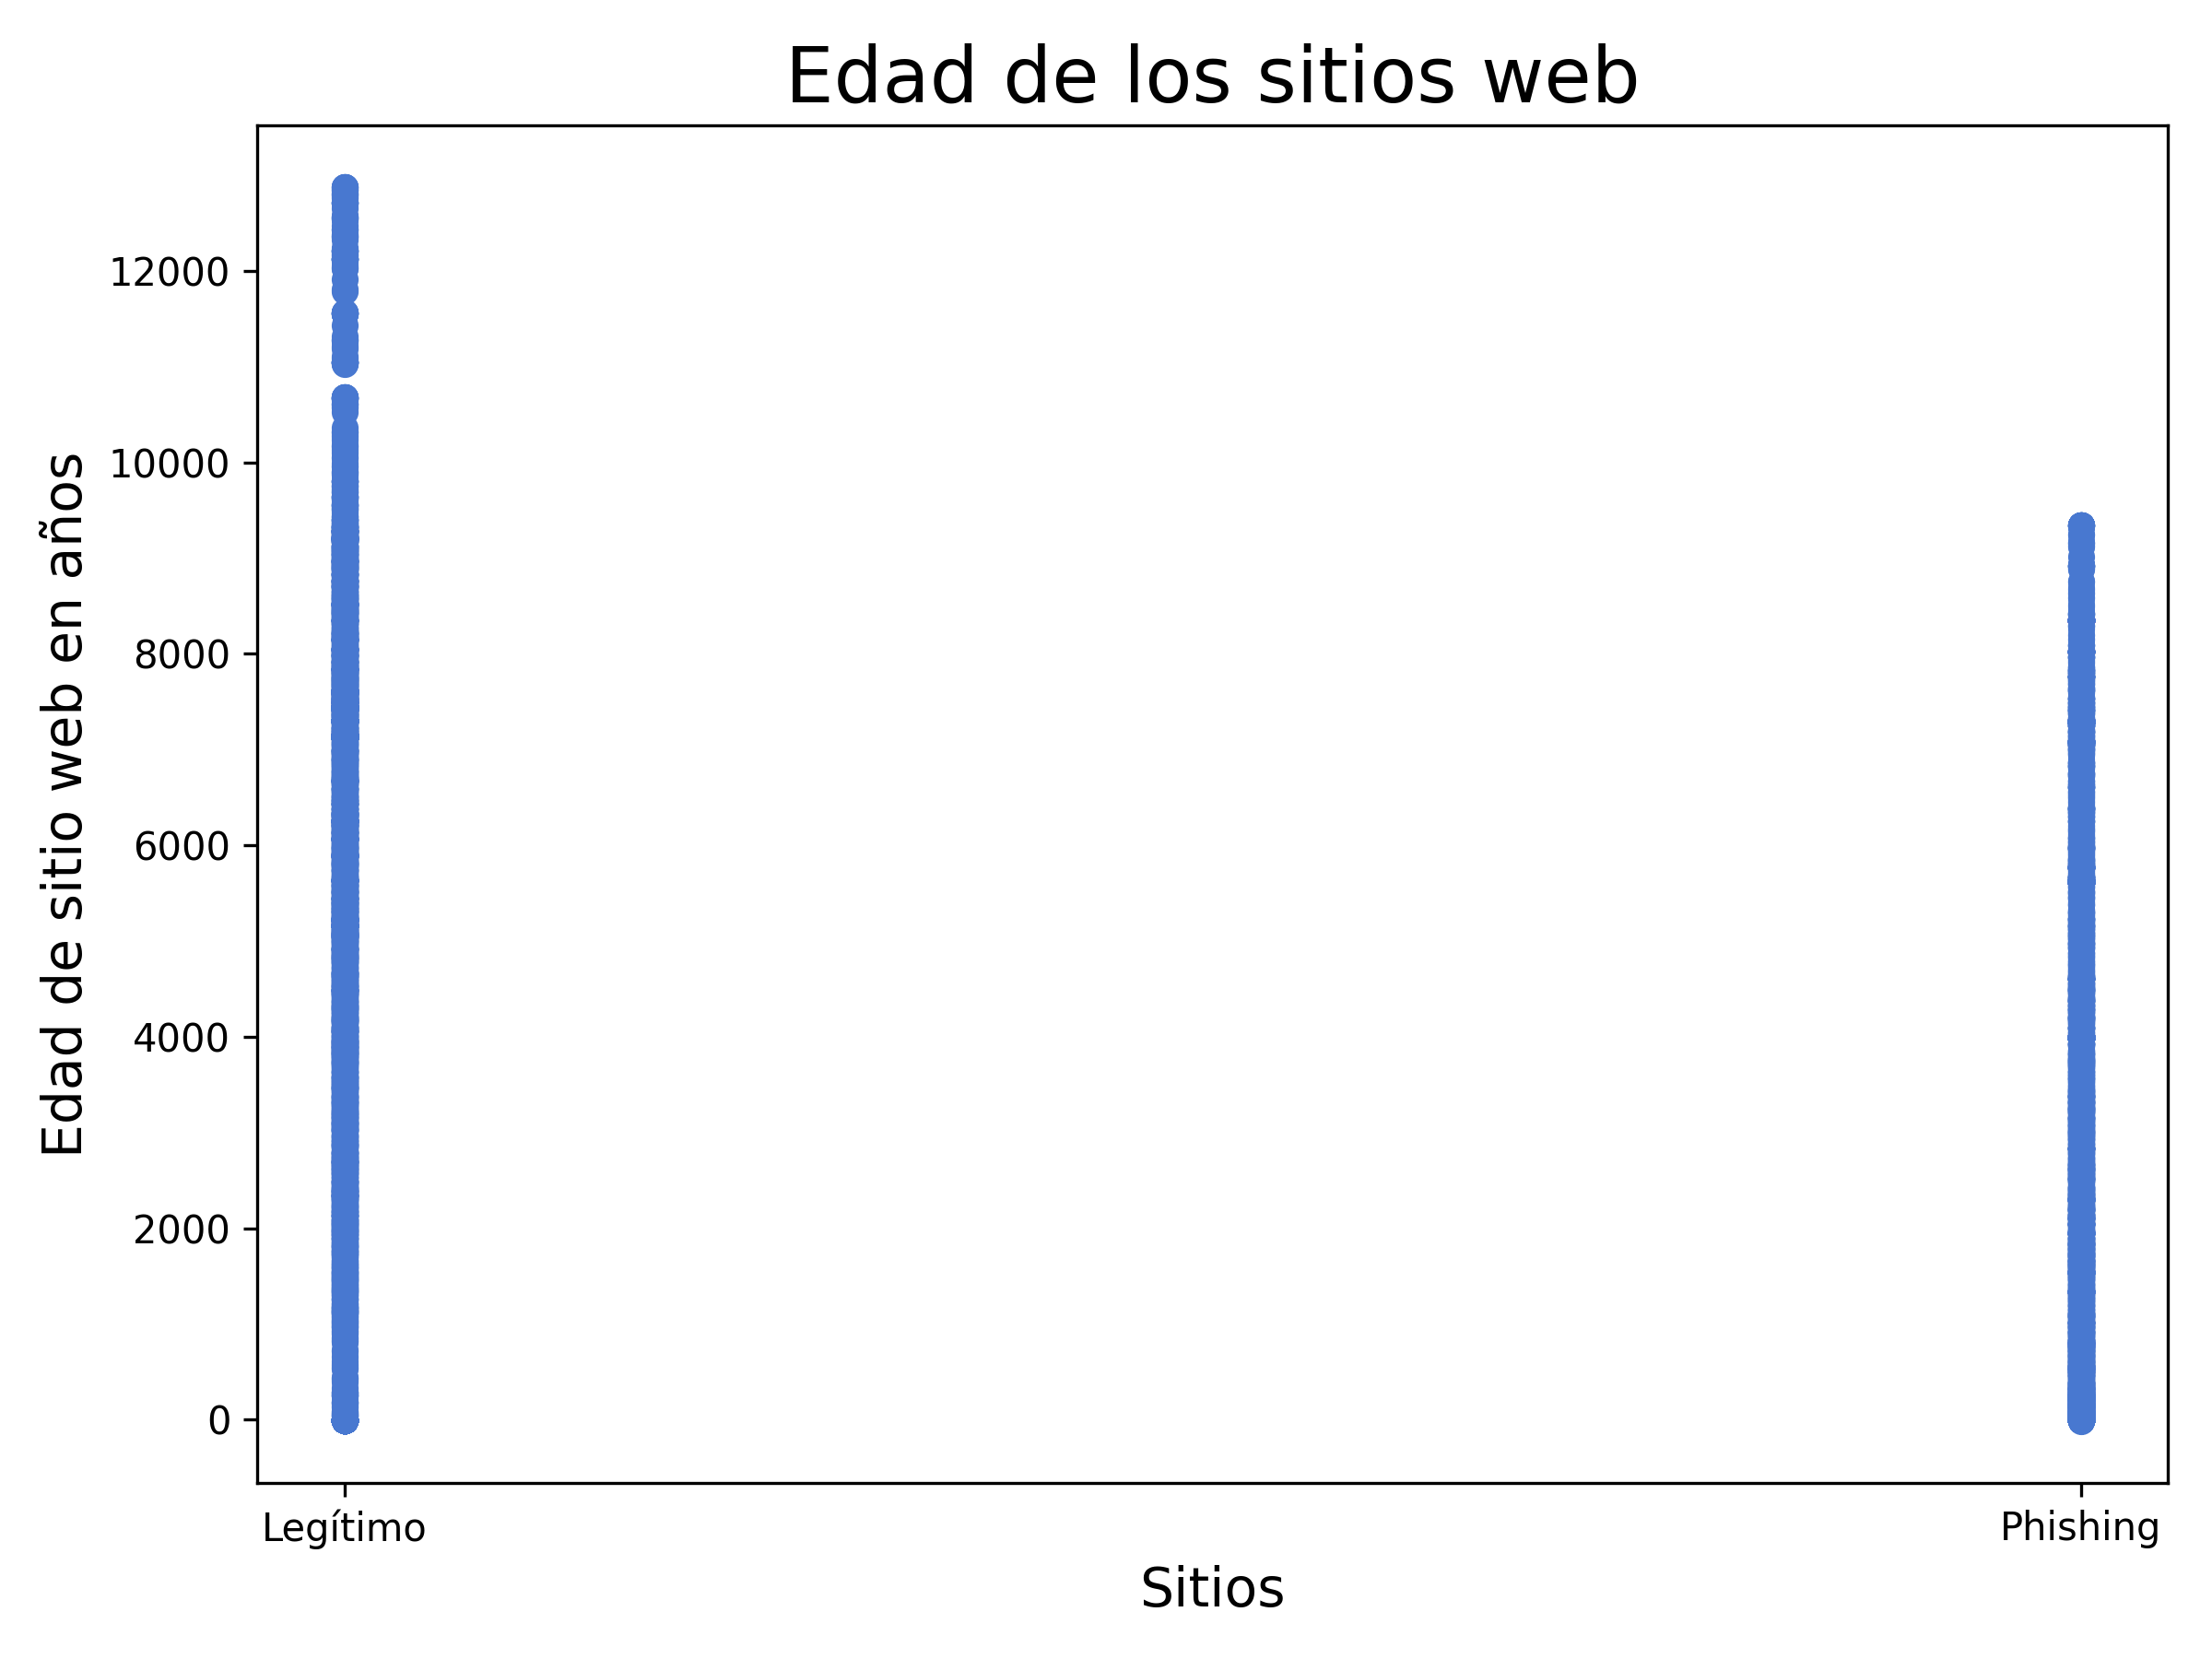 Edad de los sitios web
Edad de sitio web en años
12000
10000
8000
6000
4000
2000
0
Legítimo
Phishing
Sitios